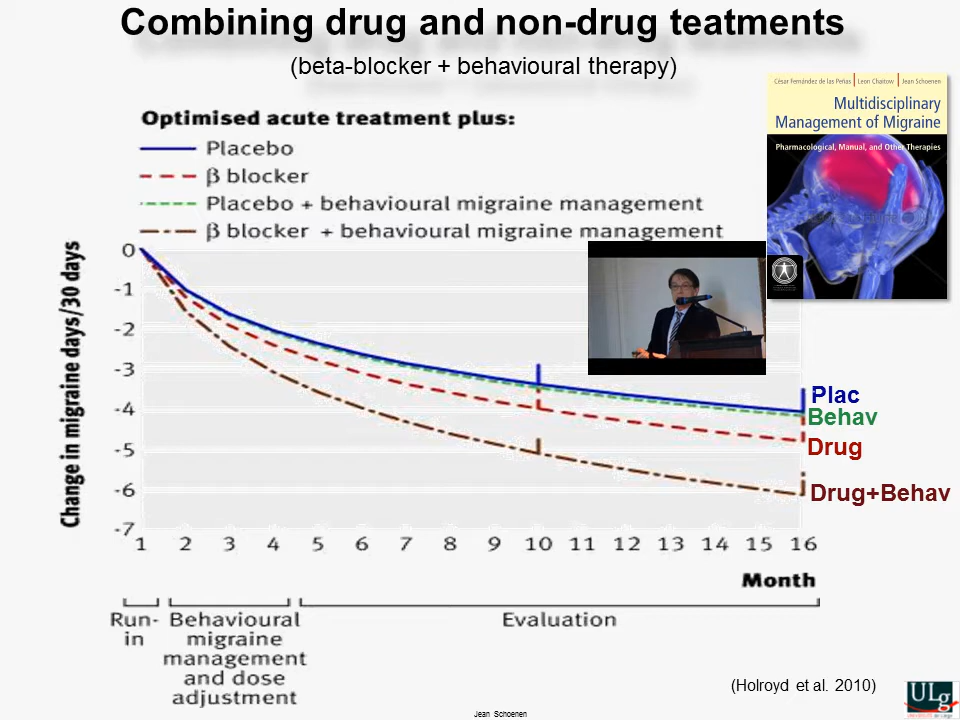 Combining drug and non-drug teatments
(beta-blocker + behavioural therapy)
César Fernández de las Peñas | Leon Chaitow | Jean Schoenen
Multidisciplinary
Management of Migraine
Pharmacological, Manual, and Other Therapies
Optimised acute treatment plus:
Placebo
β blocker
Placebo + behavioural migraine management
β blocker + behavioural migraine management
Change in migraine days/30 days
0
-1
-2
-3
-4
-5
-6
-7
Plac
Behav
Drug
Drug+Behav
1 2 3 4 5 6 7 8 9 10 11 12 13 14 15 16
Month
Run-
in
Behavioural
migraine
management
and dose
adjustment
Evaluation
(Holroyd et al. 2010)
ULg
Jean Schoenen